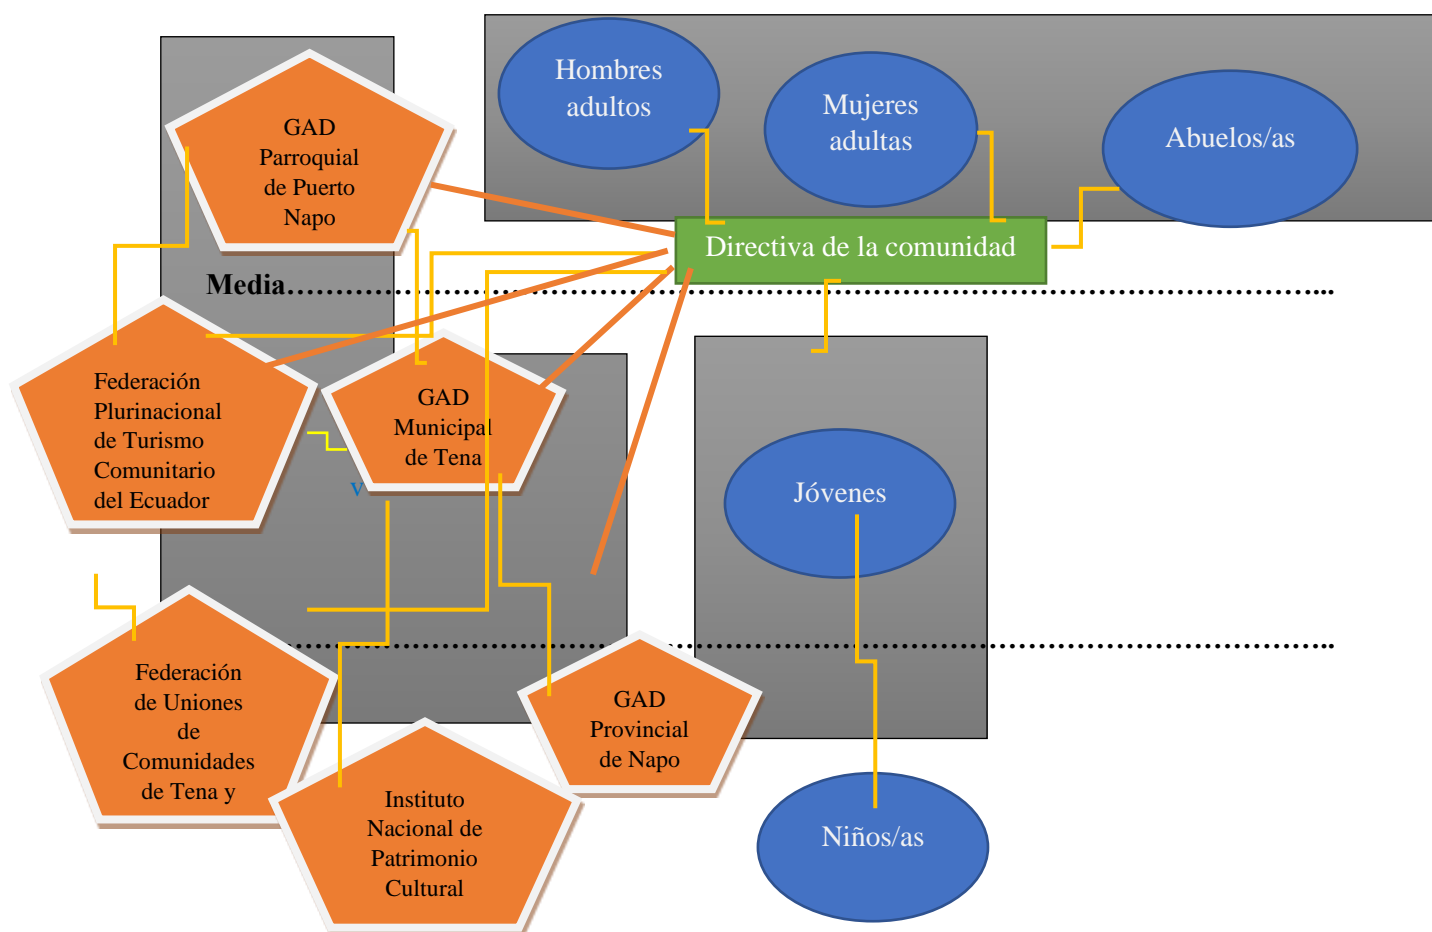 Hombres
adultos
Mujeres
adultas
Abuelos/as
GAD
Parroquial
de Puerto
Napo
Directiva de la comunidad
Media
Federación
Plurinacional
de Turismo
Comunitario
del Ecuador
GAD
Municipal
de Tena
v
Jóvenes
Federación
de Uniones
de
Comunidades
de Tena y
GAD
Provincial
de Napo
Instituto
Nacional de
Patrimonio
Cultural
Niños/as